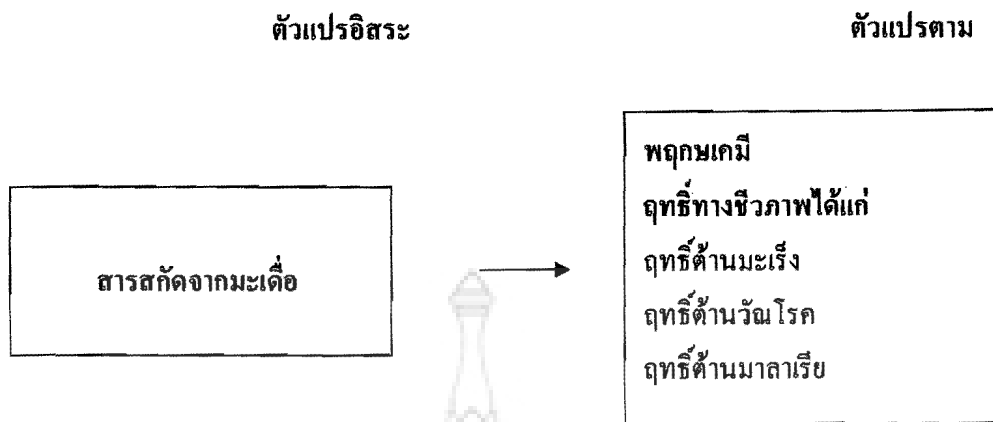 ตัวแปรอิสระ
ตัวแปรตาม
สารสกัดจากมะเดื่อ
พฤกษเคมี
ฤทธิ์ทางชีวภาพได้แก่
ฤทธิ์ต้านมะเร็ง
ฤทธิ์ต้านวัณโรค
ฤทธิ์ต้านมาลาเรีย